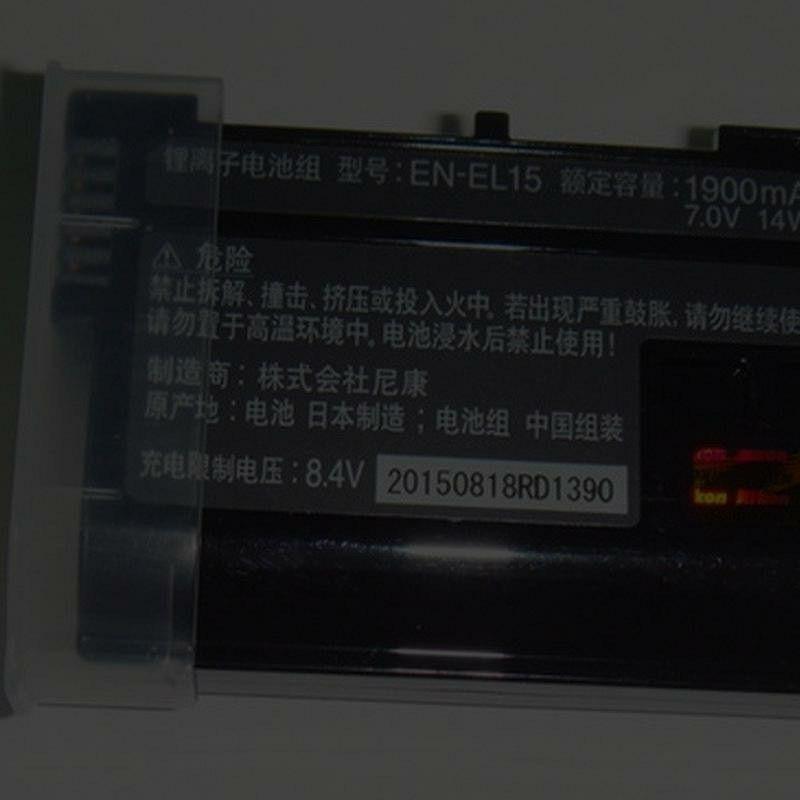 锂离子电池组 型号:EN-EL15 额定容量:1900mA
7.0V 14W
危险
禁止拆解、撞击、挤压或投入火中。若出现严重鼓胀,请勿继续使
请勿置于高温环境中。电池浸水后禁止使用!
制造商:株式会社尼康
原产地:电池 日本制造;电池组 中国组装
充电限制电压:8.4V 20150818RD1390
kon